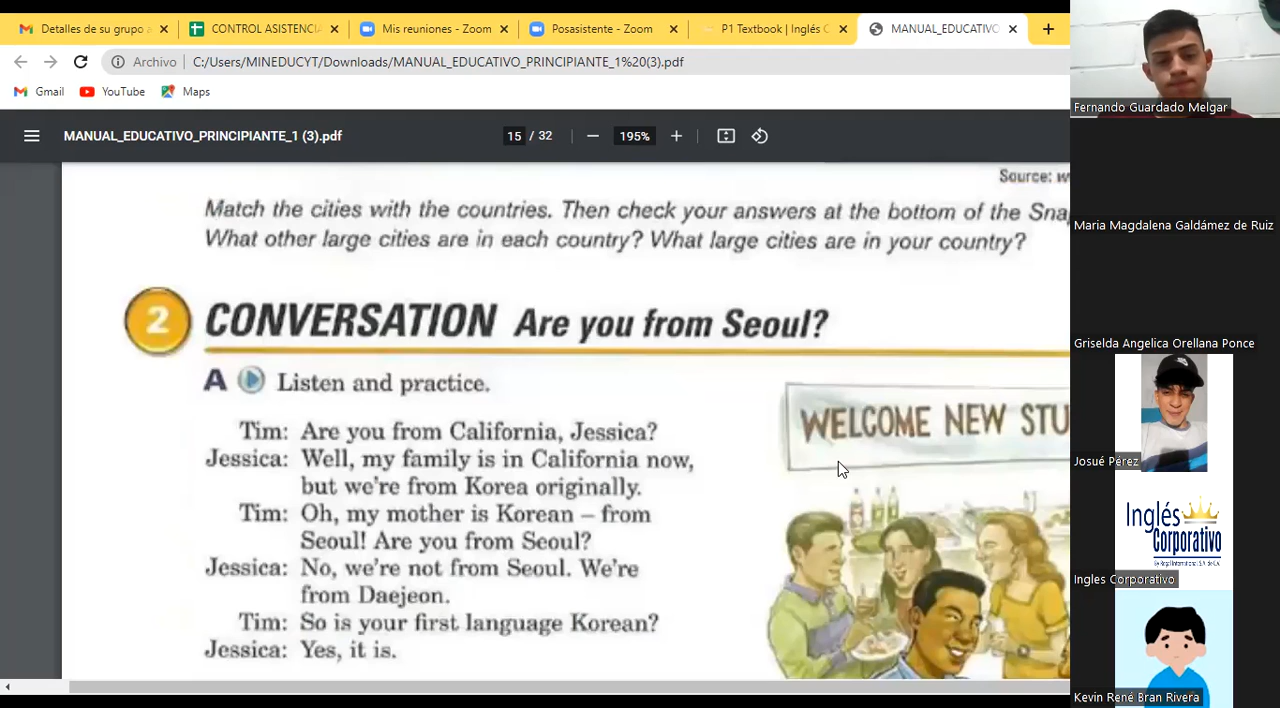 Detalles de su grupo a
CONTROL ASISTENCI
Mis reuniones - Zoom
Posasistente - Zoom
P1 Textbook | Inglés C
MANUAL_EDUCATIVO
Archivo | C:/Users/MINEDUCYT/Downloads/MANUAL_EDUCATIVO_PRINCIPIANTE_1%20(3).pdf
Gmail YouTube Maps
MANUAL_EDUCATIVO_PRINCIPIANTE_1 (3).pdf
15 / 32
195%
Source: w
Match the cities with the countries. Then check your answers at the bottom of the Sna
What other large cities are in each country? What large cities are in your country?
2 CONVERSATION Are you from Seoul?
A Listen and practice.
Tim: Are you from California, Jessica?
Jessica: Well, my family is in California now,
but we're from Korea originally.
Tim: Oh, my mother is Korean – from
Seoul! Are you from Seoul?
Jessica: No, we're not from Seoul. We're
from Daejeon.
Tim: So is your first language Korean?
Jessica: Yes, it is.
WELCOME NEW STU
Fernando Guardado Melgar
Maria Magdalena Galdámez de Ruiz
Griselda Angelica Orellana Ponce
Josué Pérez
Inglés
Corporativo
Ingles Corporativo
Kevin René Bran Rivera